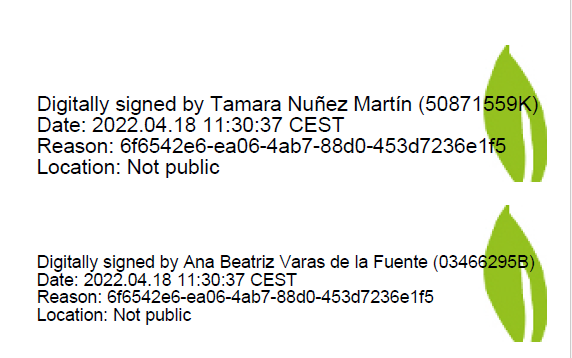 Digitally signed by Tamara Nuñez Martín (50871559K)
Date: 2022.04.18 11:30:37 CEST
Reason: 6f6542e6-ea06-4ab7-88d0-453d7236e1f5
Location: Not public
Digitally signed by Ana Beatriz Varas de la Fuente (03466295B)
Date: 2022.04.18 11:30:37 CEST
Reason: 6f6542e6-ea06-4ab7-88d0-453d7236e1f5
Location: Not public